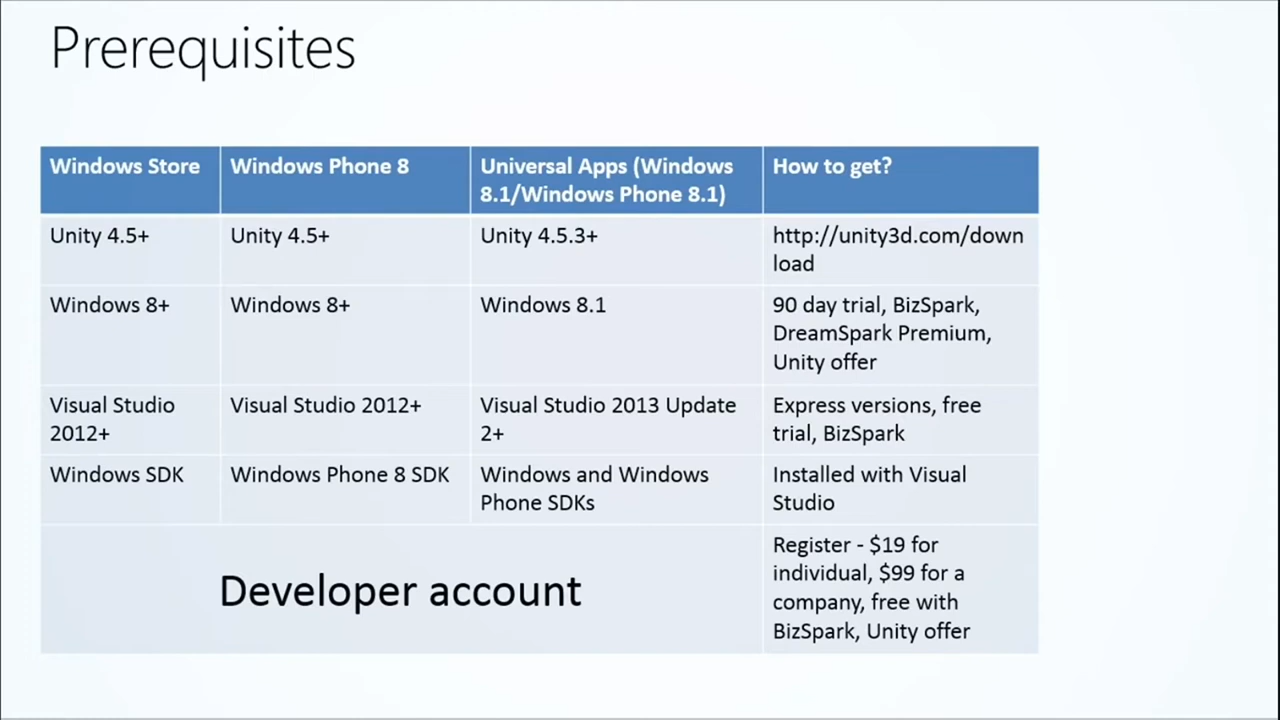 Prerequisites
Windows Store
Windows Phone 8
Universal Apps (Windows
8.1/Windows Phone 8.1)
How to get?
Unity 4.5+
Unity 4.5+
Unity 4.5.3+
http://unity3d.com/down
load
Windows 8+
Windows 8+
Windows 8.1
90 day trial, BizSpark,
DreamSpark Premium,
Unity offer
Visual Studio
2012+
Visual Studio 2012+
Visual Studio 2013 Update
2+
Express versions, free
trial, BizSpark
Windows SDK
Windows Phone 8 SDK
Windows and Windows
Phone SDKs
Installed with Visual
Studio
Developer account
Register - $19 for
individual, $99 for a
company, free with
BizSpark, Unity offer